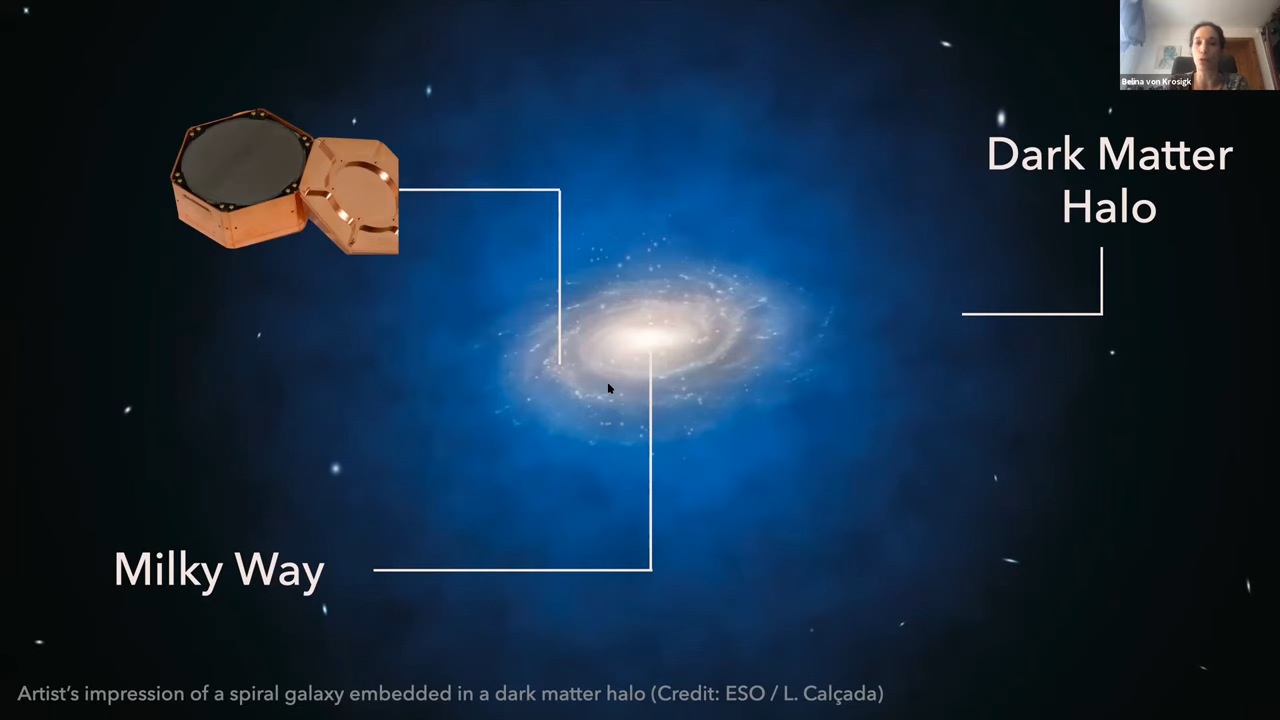 Belina von Krosigk
Dark Matter
Halo
Milky Way
Artist's impression of a spiral galaxy embedded in a dark matter halo (Credit: ESO / L. Calçada)